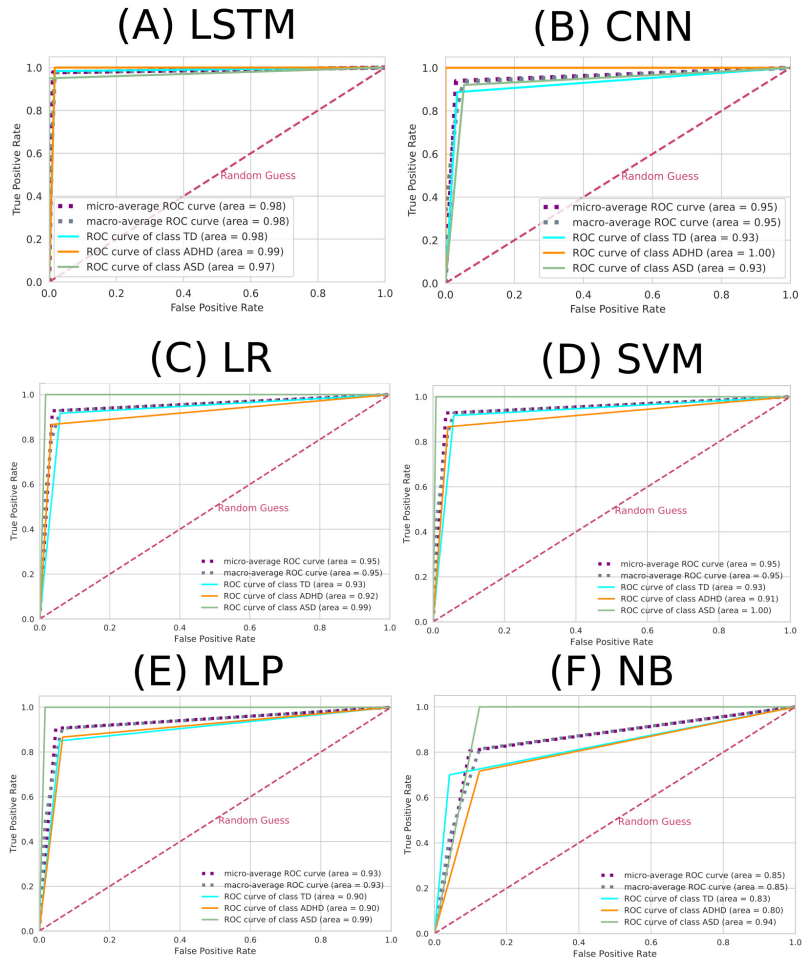 (A) LSTM
1.0
0.8
0.6
0.4
0.2
0.0
True Positive Rate
Random Guess
micro-average ROC curve (area = 0.98)
macro-average ROC curve (area = 0.98)
ROC curve of class TD (area = 0.98)
ROC curve of class ADHD (area = 0.99)
ROC curve of class ASD (area = 0.97)
0.0 0.2 0.4 0.6 0.8 1.0
False Positive Rate
(B) CNN
1.0
0.8
0.6
0.4
0.2
0.0
True Positive Rate
Random Guess
micro-average ROC curve (area = 0.95)
macro-average ROC curve (area = 0.95)
ROC curve of class TD (area = 0.93)
ROC curve of class ADHD (area = 1.00)
ROC curve of class ASD (area = 0.93)
0.0 0.2 0.4 0.6 0.8 1.0
False Positive Rate
(C) LR
1.0
0.8
0.6
0.4
0.2
0.0
True Positive Rate
Random Guess
micro-average ROC curve (area = 0.95)
macro-average ROC curve (area = 0.95)
ROC curve of class TD (area = 0.93)
ROC curve of class ADHD (area = 0.92)
ROC curve of class ASD (area = 0.99)
0.0 0.2 0.4 0.6 0.8 1.0
False Positive Rate
(D) SVM
1.0
0.8
0.6
0.4
0.2
0.0
True Positive Rate
Random Guess
micro-average ROC curve (area = 0.95)
macro-average ROC curve (area = 0.95)
ROC curve of class TD (area = 0.93)
ROC curve of class ADHD (area = 0.91)
ROC curve of class ASD (area = 1.00)
0.0 0.2 0.4 0.6 0.8 1.0
False Positive Rate
(E) MLP
1.0
0.8
0.6
0.4
0.2
0.0
True Positive Rate
Random Guess
micro-average ROC curve (area = 0.93)
macro-average ROC curve (area = 0.93)
ROC curve of class TD (area = 0.90)
ROC curve of class ADHD (area = 0.90)
ROC curve of class ASD (area = 0.99)
0.0 0.2 0.4 0.6 0.8 1.0
False Positive Rate
(F) NB
1.0
0.8
0.6
0.4
0.2
0.0
True Positive Rate
Random Guess
micro-average ROC curve (area = 0.85)
macro-average ROC curve (area = 0.85)
ROC curve of class TD (area = 0.83)
ROC curve of class ADHD (area = 0.80)
ROC curve of class ASD (area = 0.94)
0.0 0.2 0.4 0.6 0.8 1.0
False Positive Rate